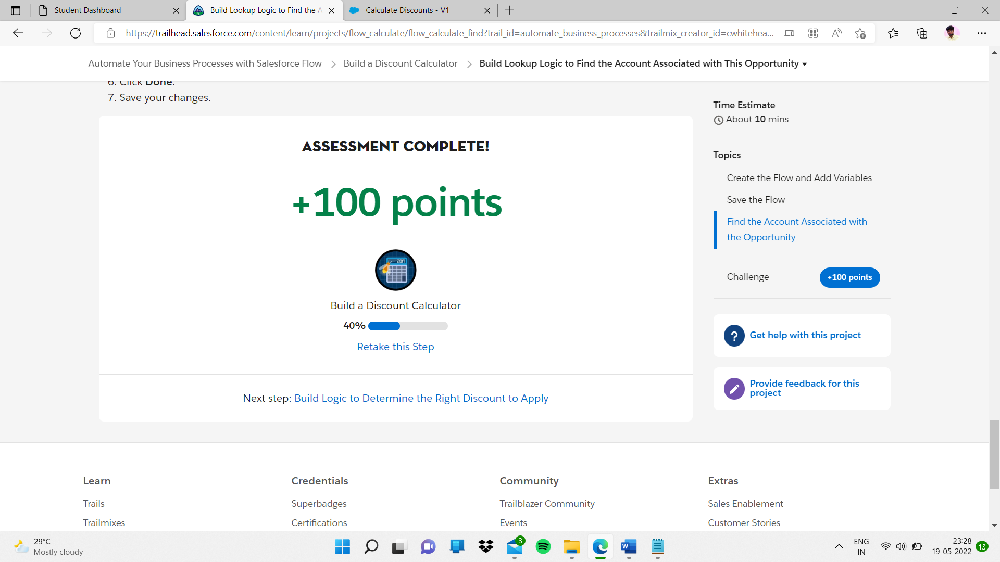 Student Dashboard
Build Lookup Logic to Find the A
Calculate Discounts - V1
https://trailhead.salesforce.com/content/learn/projects/flow_calculate/flow_calculate_find?trail_id=automate_business_processes&trailmix_creator_id=cwhitehea...
Automate Your Business Processes with Salesforce Flow
Build a Discount Calculator
Build Lookup Logic to Find the Account Associated with This Opportunity
6. Click Done.
7. Save your changes.
ASSESSMENT COMPLETE!
+100 points
2017
Build a Discount Calculator
40%
Retake this Step
Next step: Build Logic to Determine the Right Discount to Apply
Time Estimate
About 10 mins
Topics
Create the Flow and Add Variables
Save the Flow
Find the Account Associated with
the Opportunity
Challenge
+100 points
?
Get help with this project
Provide feedback for this
project
Learn
Trails
Trailmixes
Credentials
Superbadges
Certifications
Community
Trailblazer Community
Events
Extras
Sales Enablement
Customer Stories
29°C
Mostly cloudy
3
W
ENG
IN
23:28
19-05-2022
13